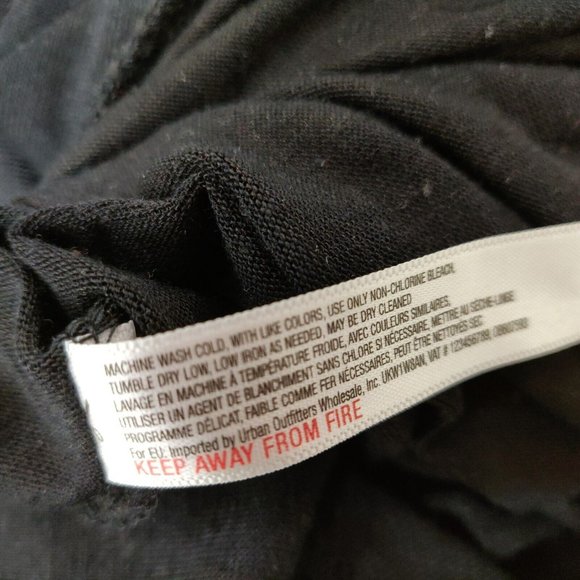 MACHINE WASH COLD, WITH LIKE COLORS, USE ONLY NON-CHLORINE BLEACH,
TUMBLE DRY LOW, LOW IRON AS NEEDED, MAY BE DRY CLEANED
LAVAGE EN MACHINE À TEMPÉRATURE FROIDE, AVEC COULEURS SIMILAIRES,
UTILISER UN AGENT DE BLANCHIMENT SANS CHLORE SI NÉCESSAIRE, METTRE AU SÈCHE-LINGE
PROGRAMME DÉLICAT, FAIBLE COMME FER NÉCESSAIRES, PEUT ÊTRE NETTOYÉS SEC
For EU: Imported by Urban Outfitters Wholesale, Inc. UKW1W8AN, VAT # 123456789,
KEEP AWAY FROM FIRE